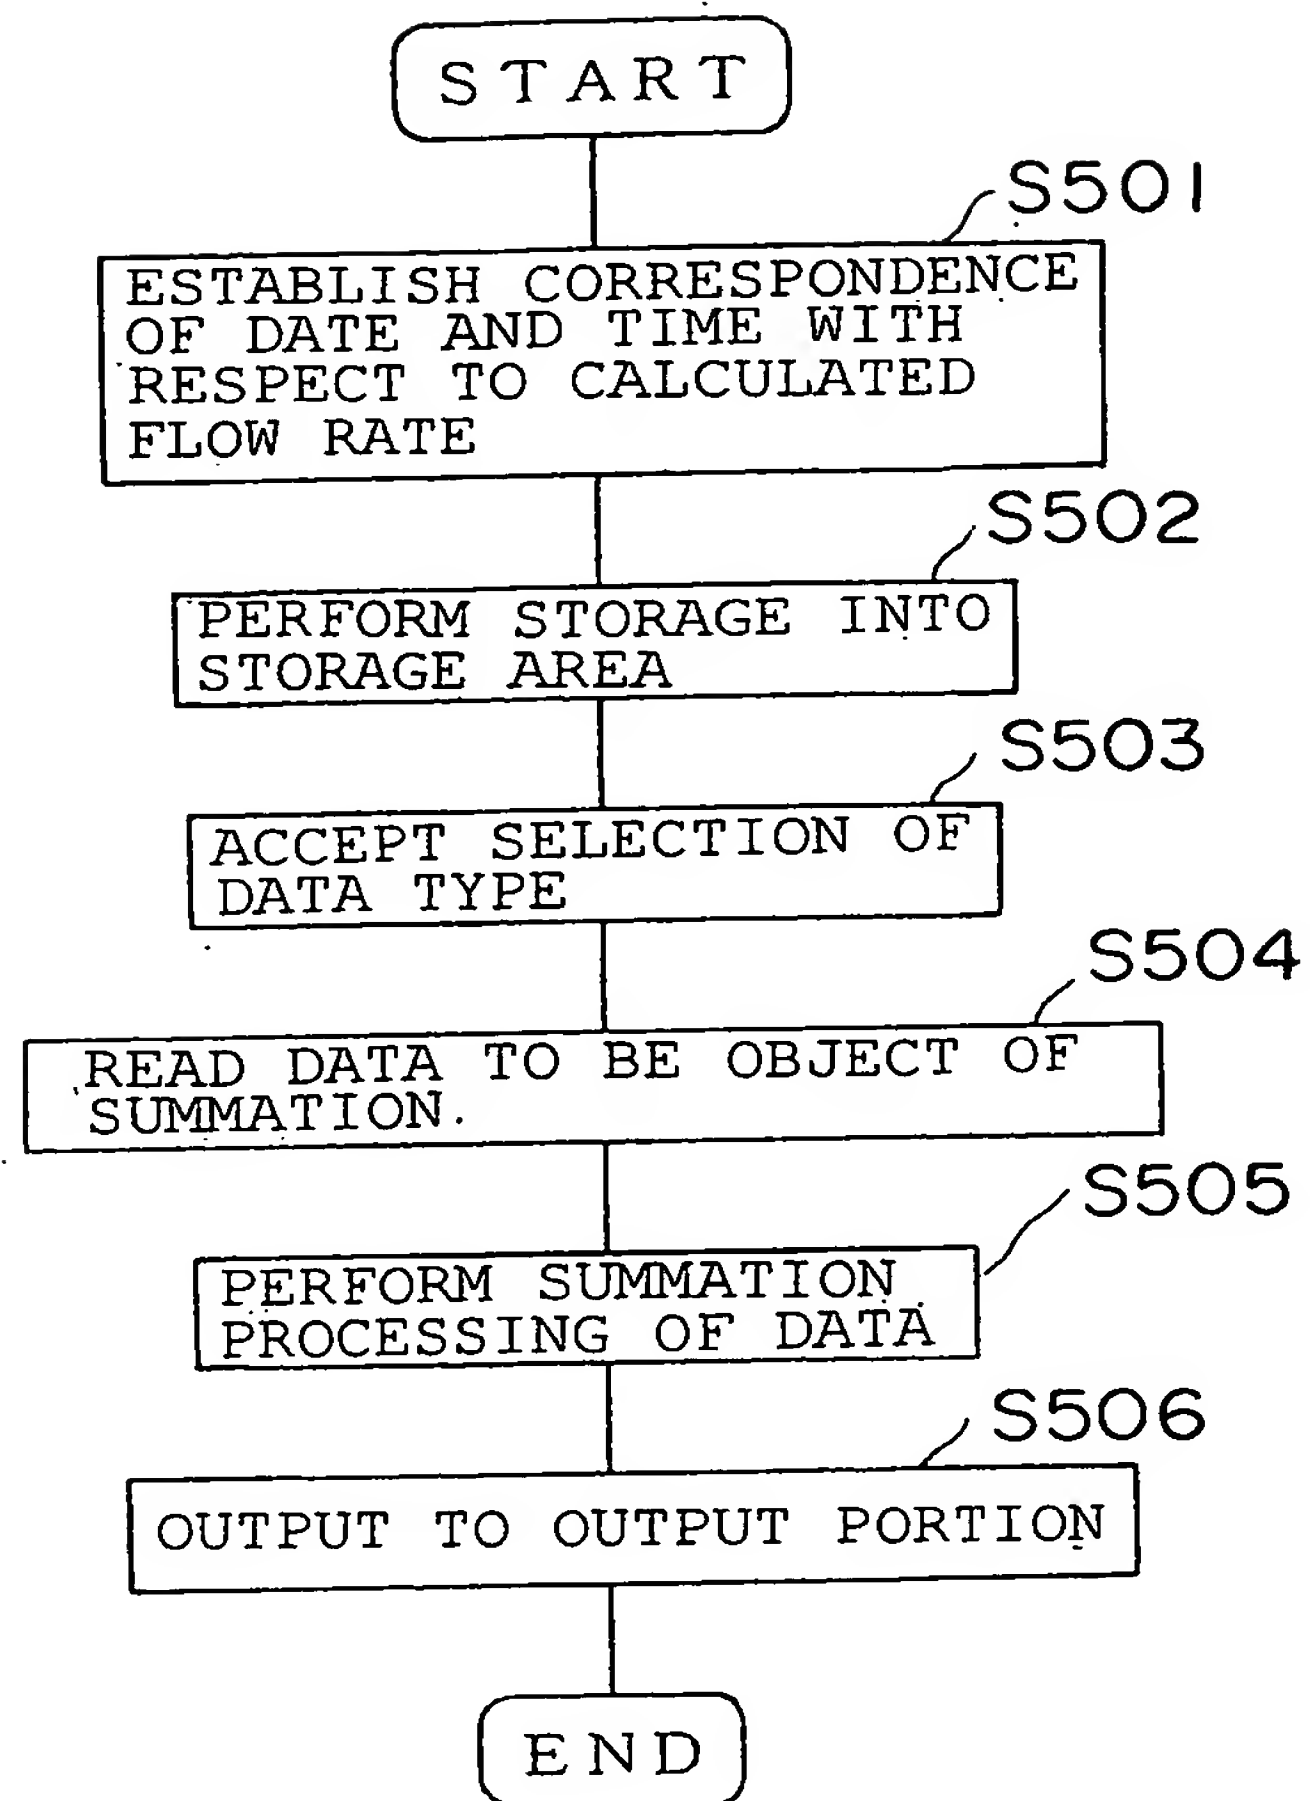 START
S501
ESTABLISH CORRESPONDENCE
OF DATE AND TIME WITH
RESPECT TO CALCULATED
FLOW RATE
S502
PERFORM STORAGE INTO
STORAGE AREA
S503
ACCEPT SELECTION OF
DATA TYPE
S504
READ DATA TO BE OBJECT OF
SUMMATION.
S505
PERFORM SUMMATION
PROCESSING OF DATA
S506
OUTPUT TO OUTPUT PORTION
END